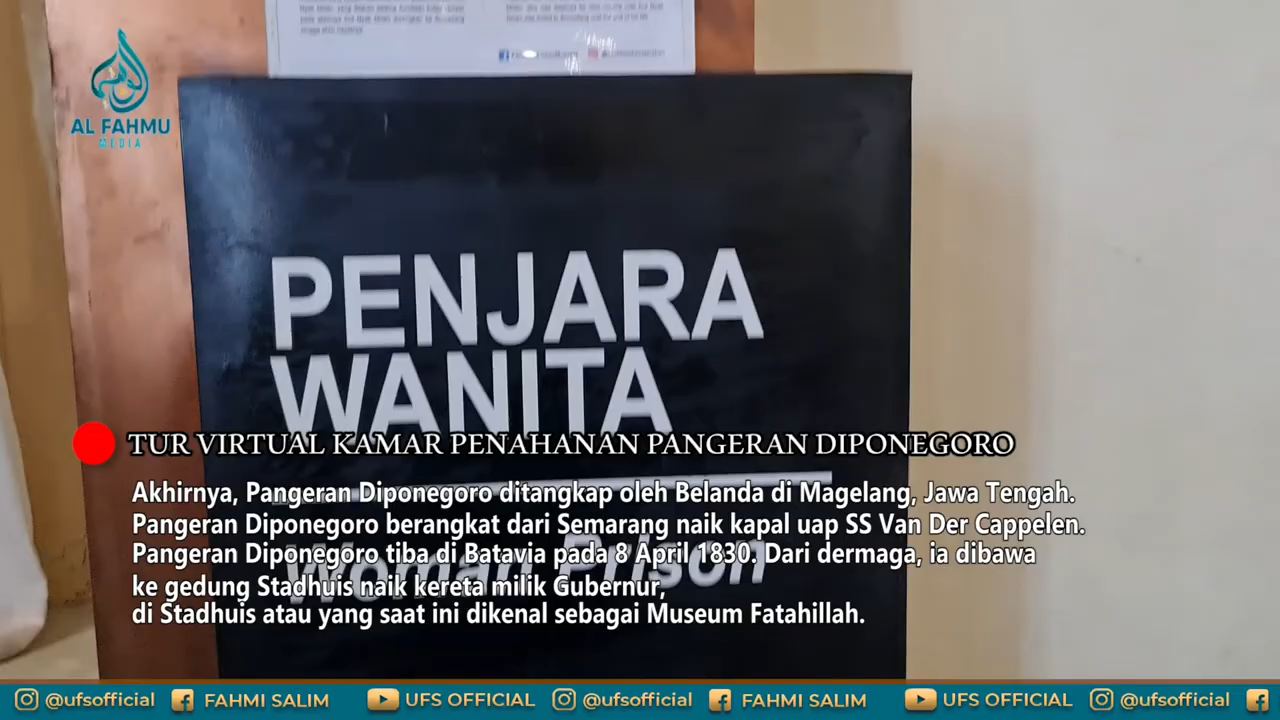 AL FAHMU
MEDIA
PENJARA
WANITA
Woman Prison
TUR VIRTUAL KAMAR PENAHANAN PANGERAN DIPONEGORO
Akhirnya, Pangeran Diponegoro ditangkap oleh Belanda di Magelang, Jawa Tengah.
Pangeran Diponegoro berangkat dari Semarang naik kapal uap SS Van Der Cappelen.
Pangeran Diponegoro tiba di Batavia pada 8 April 1830. Dari dermaga, ia dibawa
ke gedung Stadhuis naik kereta milik Gubernur,
di Stadhuis atau yang saat ini dikenal sebagai Museum Fatahillah.
@ufsofficial FAHMI SALIM UFS OFFICIAL @ufsofficial FAHMI SALIM UFS OFFICIAL @ufsofficial